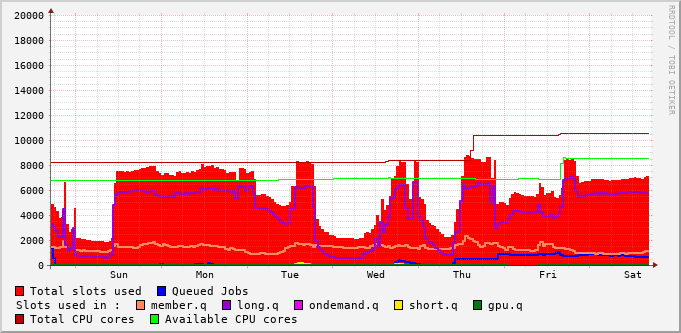 RRDTOOL / TOBI OETIKER
20000
18000
16000
14000
12000
10000
8000
6000
4000
2000
0
Sun Mon Tue Wed Thu Fri Sat
Total slots used Queued Jobs
Slots used in : member.q long.q ondemand.q short.q gpu.q
Total CPU cores Available CPU cores